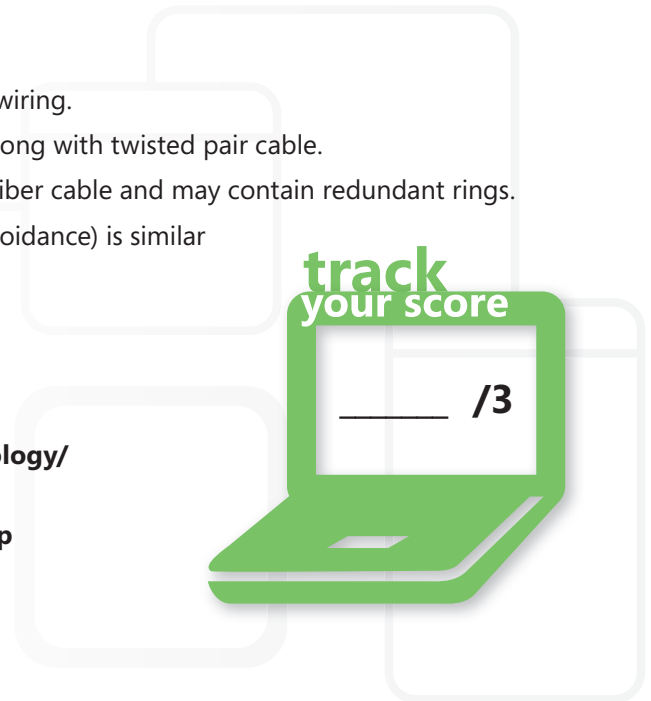 wiring.
ong with twisted pair cable.
iber cable and may contain redundant rings.
oidance) is similar
track
your score
_______ /3
ology/
p